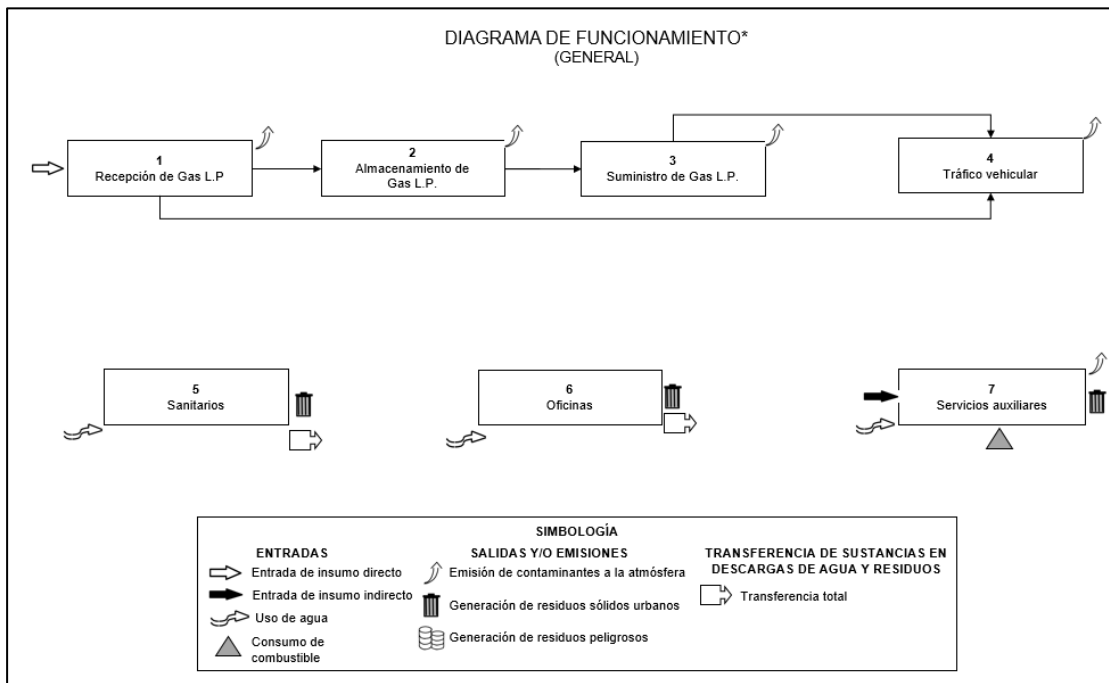 DIAGRAMA DE FUNCIONAMIENTO*
(GENERAL)
1
Recepción de Gas L.P
2
Almacenamiento de
Gas L.P.
3
Suministro de Gas L.P.
4
Tráfico vehicular
5
Sanitarios
6
Oficinas
7
Servicios auxiliares
SIMBOLOGÍA
ENTRADAS
Entrada de insumo directo
Entrada de insumo indirecto
Uso de agua
Consumo de
combustible
SALIDAS Y/O EMISIONES
Emisión de contaminantes a la atmósfera
Generación de residuos sólidos urbanos
Generación de residuos peligrosos
TRANSFERENCIA DE SUSTANCIAS EN
DESCARGAS DE AGUA Y RESIDUOS
Transferencia total